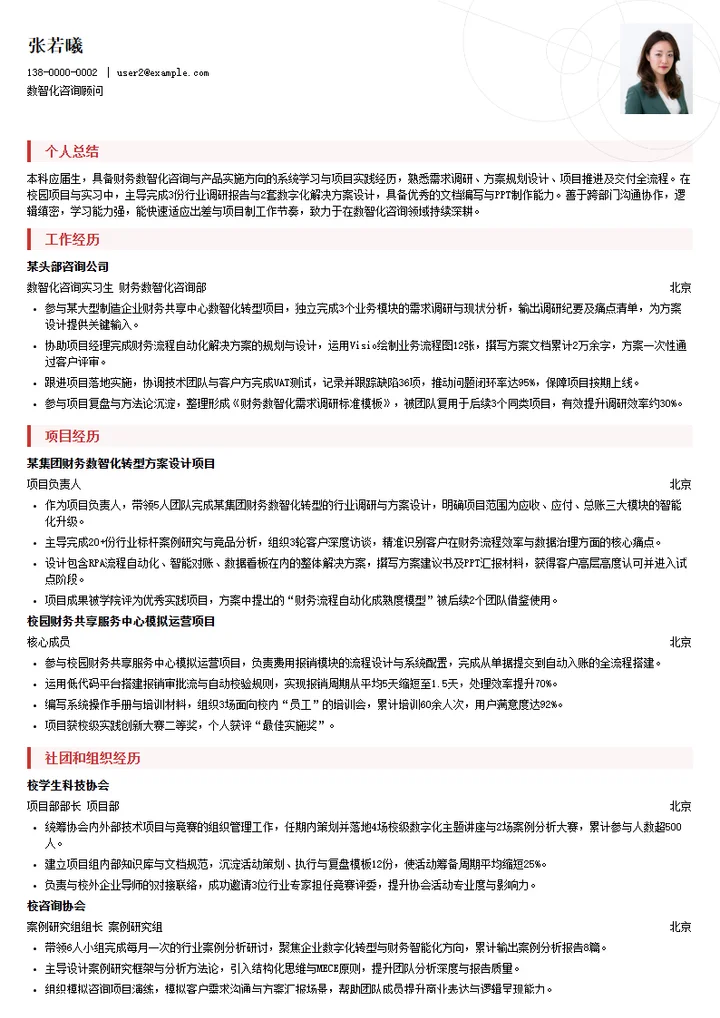 张若曦
138-0000-0002 | user2@example.com
数智化咨询顾问
个人总结
本科应届生，具备财务数智化咨询与产品实施方向的系统学习与项目实践经历，熟悉需求调研、方案规划设计、项目推进及交付全流程。在
校园项目与实习中，主导完成3份行业调研报告与2套数字化解决方案设计，具备优秀的文档编写与PPT制作能力。善于跨部门沟通协作，逻
辑缜密，学习能力强，能快速适应出差与项目制工作节奏，致力于在数智化咨询领域持续深耕。
工作经历
某头部咨询公司
数智化咨询实习生 财务数智化咨询部 北京
• 参与某大型制造企业财务共享中心数智化转型项目，独立完成3个业务模块的需求调研与现状分析，输出调研纪要及痛点清单，为方案
设计提供关键输入。
• 协助项目经理完成财务流程自动化解决方案的规划与设计，运用Visio绘制业务流程图12张，撰写方案文档累计2万余字，方案一次性通
过客户评审。
• 跟进项目落地实施，协调技术团队与客户方完成UAT测试，记录并跟踪缺陷36项，推动问题闭环率达95%，保障项目按期上线。
• 参与项目复盘与方法论沉淀，整理形成《财务数智化需求调研标准模板》，被团队复用于后续3个同类项目，有效提升调研效率约30%。
项目经历
某集团财务数智化转型方案设计项目
项目负责人 北京
• 作为项目负责人，带领5人团队完成某集团财务数智化转型的行业调研与方案设计，明确项目范围为应收、应付、总账三大模块的智能
化升级。
• 主导完成20+份行业标杆案例研究与竞品分析，组织3轮客户深度访谈，精准识别客户在财务流程效率与数据治理方面的核心痛点。
• 设计包含RPA流程自动化、智能对账、数据看板在内的整体解决方案，撰写方案建议书及PPT汇报材料，获得客户高层高度认可并进入试
点阶段。
• 项目成果被学院评为优秀实践项目，方案中提出的“财务流程自动化成熟度模型”被后续2个团队借鉴使用。
校园财务共享服务中心模拟运营项目
核心成员 北京
• 参与校园财务共享服务中心模拟运营项目，负责费用报销模块的流程设计与系统配置，完成从单据提交到自动入账的全流程搭建。
• 运用低代码平台搭建报销审批流与自动校验规则，实现报销周期从平均5天缩短至1.5天，处理效率提升70%。
• 编写系统操作手册与培训材料，组织3场面向校内“员工”的培训会，累计培训60余人次，用户满意度达92%。
• 项目获校级实践创新大赛二等奖，个人获评“最佳实施奖”。
社团和组织经历
校学生科技协会
项目部部长 项目部 北京
• 统筹协会内外部技术项目与竞赛的组织管理工作，任期内策划并落地4场校级数字化主题讲座与2场案例分析大赛，累计参与人数超500
人。
• 建立项目组内部知识库与文档规范，沉淀活动策划、执行与复盘模板12份，使活动筹备周期平均缩短25%。
• 负责与校外企业导师的对接联络，成功邀请3位行业专家担任竞赛评委，提升协会活动专业度与影响力。
校咨询协会
案例研究组组长 案例研究组 北京
• 带领6人小组完成每月一次的行业案例分析研讨，聚焦企业数字化转型与财务智能化方向，累计输出案例分析报告8篇。
• 主导设计案例研究框架与分析方法论，引入结构化思维与MECE原则，提升团队分析深度与报告质量。
• 组织模拟咨询项目演练，模拟客户需求沟通与方案汇报场景，帮助团队成员提升商业表达与逻辑呈现能力。